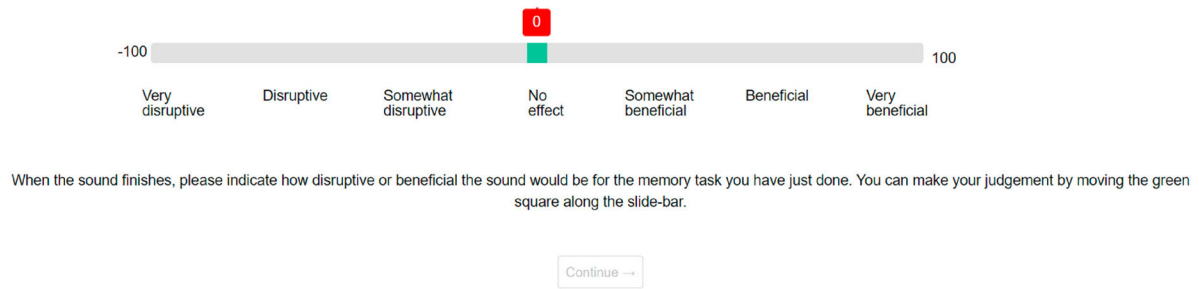 0
-100
100
Very disruptive
Disruptive
Somewhat disruptive
No effect
Somewhat beneficial
Beneficial
Very beneficial
When the sound finishes, please indicate how disruptive or beneficial the sound would be for the memory task you have just done. You can make your judgement by moving the green
square along the slide-bar.
Continue →